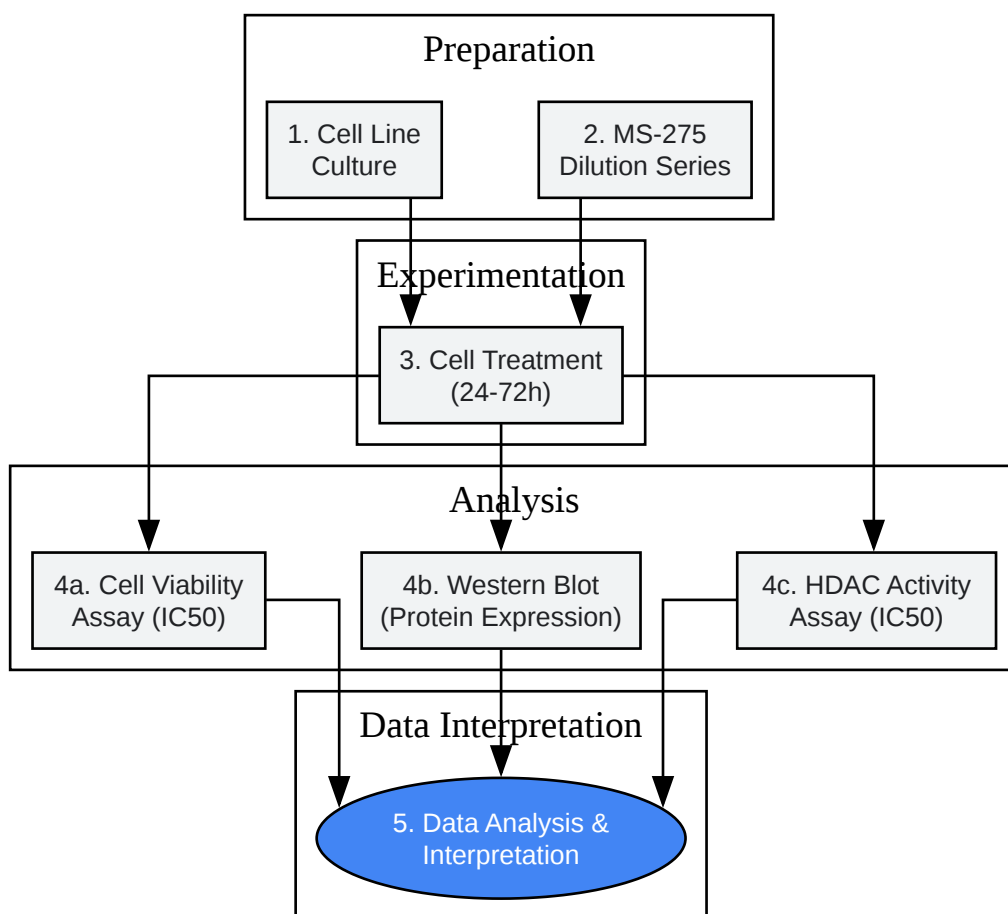 Preparation
1. Cell Line
Culture
2. MS-275
Dilution Series
Experimentation
3. Cell Treatment
(24-72h)
Analysis
4a. Cell Viability
Assay (IC50)
4b. Western Blot
(Protein Expression)
4c. HDAC Activity
Assay (IC50)
Data Interpretation
5. Data Analysis &
Interpretation